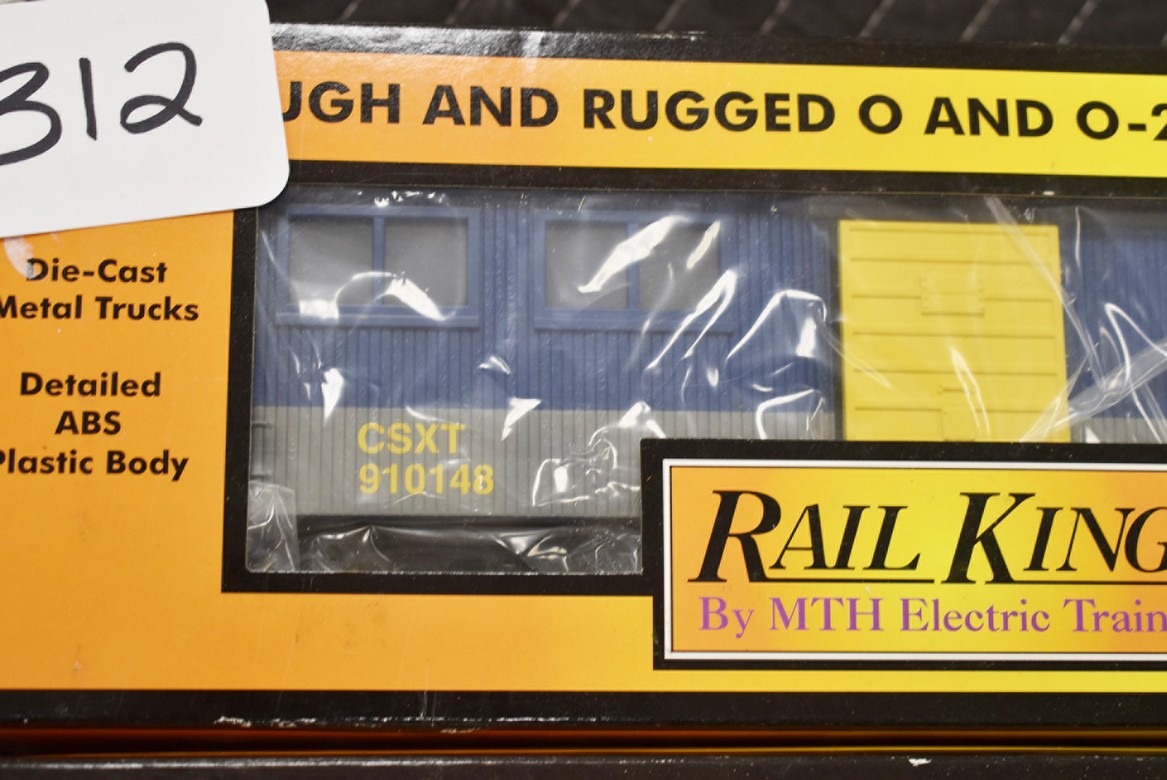 312
UGH AND RUGGED O AND O-2
Die-Cast
Metal Trucks
Detailed
ABS
Plastic Body
CSXT
910148
RAIL KING
By MTH Electric Train